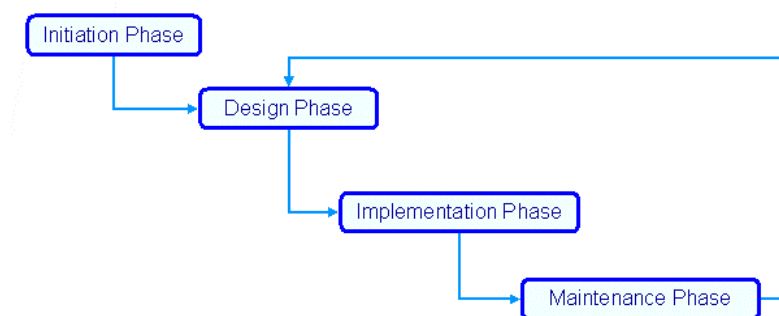 Initiation Phase
Design Phase
Implementation Phase
Maintenance Phase